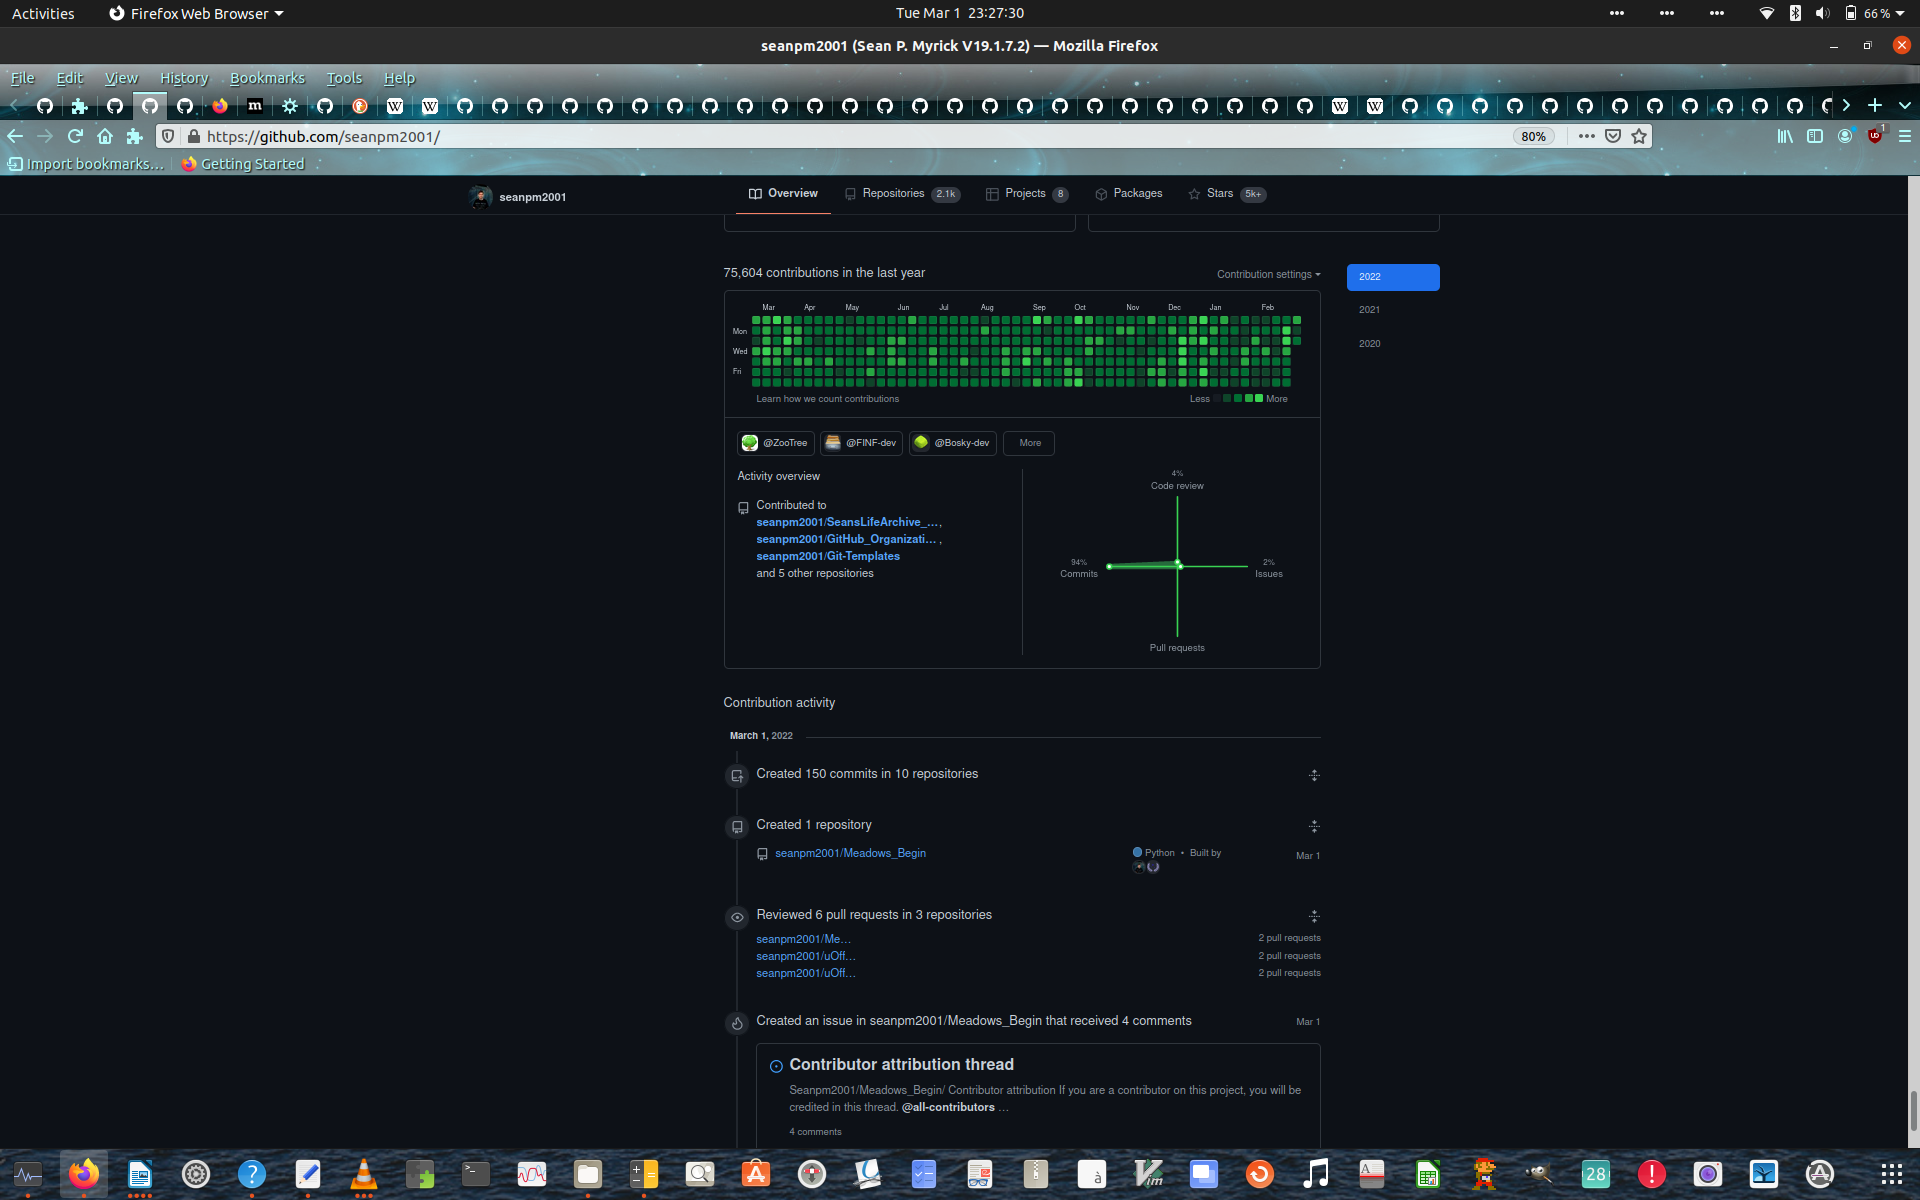 Activities
Firefox Web Browser
Tue Mar 1 23:27:30
66 %
seanpm2001 (Sean P. Myrick V19.1.7.2) — Mozilla Firefox
File Edit View History Bookmarks Tools Help
https://github.com/seanpm2001/
80%
1
Import bookmarks...
Getting Started
seanpm2001
Overview
Repositories 2.1k
Projects 8
Packages
Stars 5k+
75,604 contributions in the last year
Contribution settings
2022
2021
2020
Mar Apr May Jun Jul Aug Sep Oct Nov Dec Jan Feb
Mon
Wed
Fri
Learn how we count contributions
Less More
@ZooTree
@FINF-dev
@Bosky-dev
More
Activity overview
Contributed to
seanpm2001/SeansLifeArchive_...,
seanpm2001/GitHub_Organizati... ,
seanpm2001/Git-Templates
and 5 other repositories
4%
Code review
94%
Commits
2%
Issues
Pull requests
Contribution activity
March 1, 2022
Created 150 commits in 10 repositories
Created 1 repository
seanpm2001/Meadows_Begin
Python • Built by
Mar 1
Reviewed 6 pull requests in 3 repositories
seanpm2001/Me...
2 pull requests
seanpm2001/uOff...
2 pull requests
seanpm2001/uOff...
2 pull requests
Created an issue in seanpm2001/Meadows_Begin that received 4 comments
Mar 1
Contributor attribution thread
Seanpm2001/Meadows_Begin/ Contributor attribution If you are a contributor on this project, you will be
credited in this thread. @all-contributors ...
4 comments
28